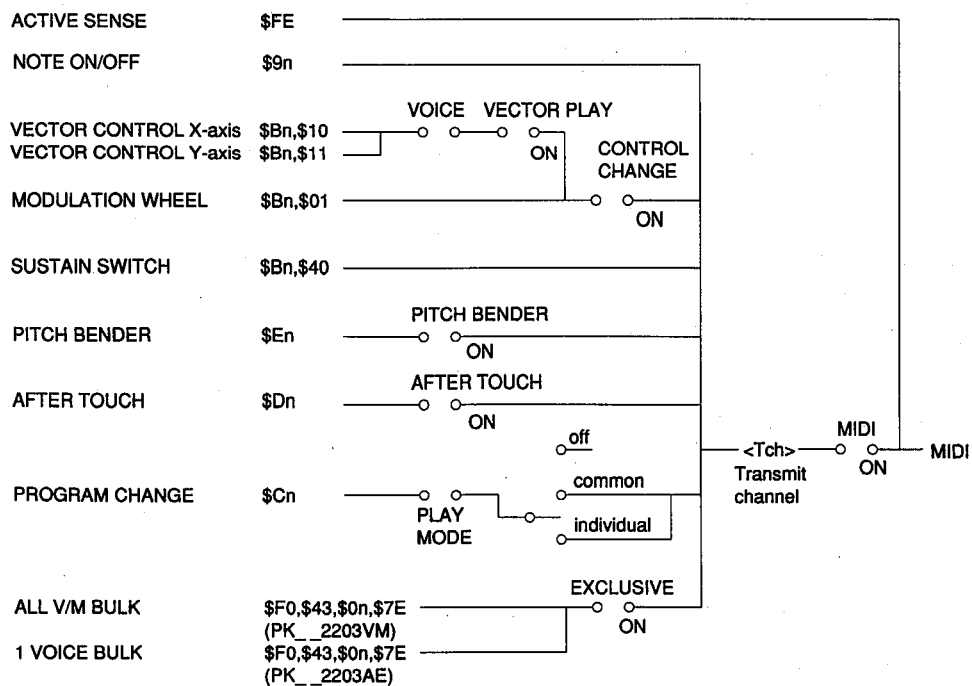 ACTIVE SENSE $FE
NOTE ON/OFF $9n
VOICE VECTOR PLAY
VECTOR CONTROL X-axis $Bn,$10
VECTOR CONTROL Y-axis $Bn,$11
ON
CONTROL
CHANGE
MODULATION WHEEL $Bn,$01
ON
SUSTAIN SWITCH $Bn,$40
PITCH BENDER
PITCH BENDER $En
ON
AFTER TOUCH
AFTER TOUCH $Dn
ON
off
MIDI
<Tch>
MIDI
ON
Transmit
channel
common
PROGRAM CHANGE $Cn
PLAY
MODE
individual
EXCLUSIVE
ALL V/M BULK $F0,$43,$0n,$7E
ON
(PK_ _2203VM)
1 VOICE BULK $F0,$43,$0n,$7E
(PK_ _2203AE)